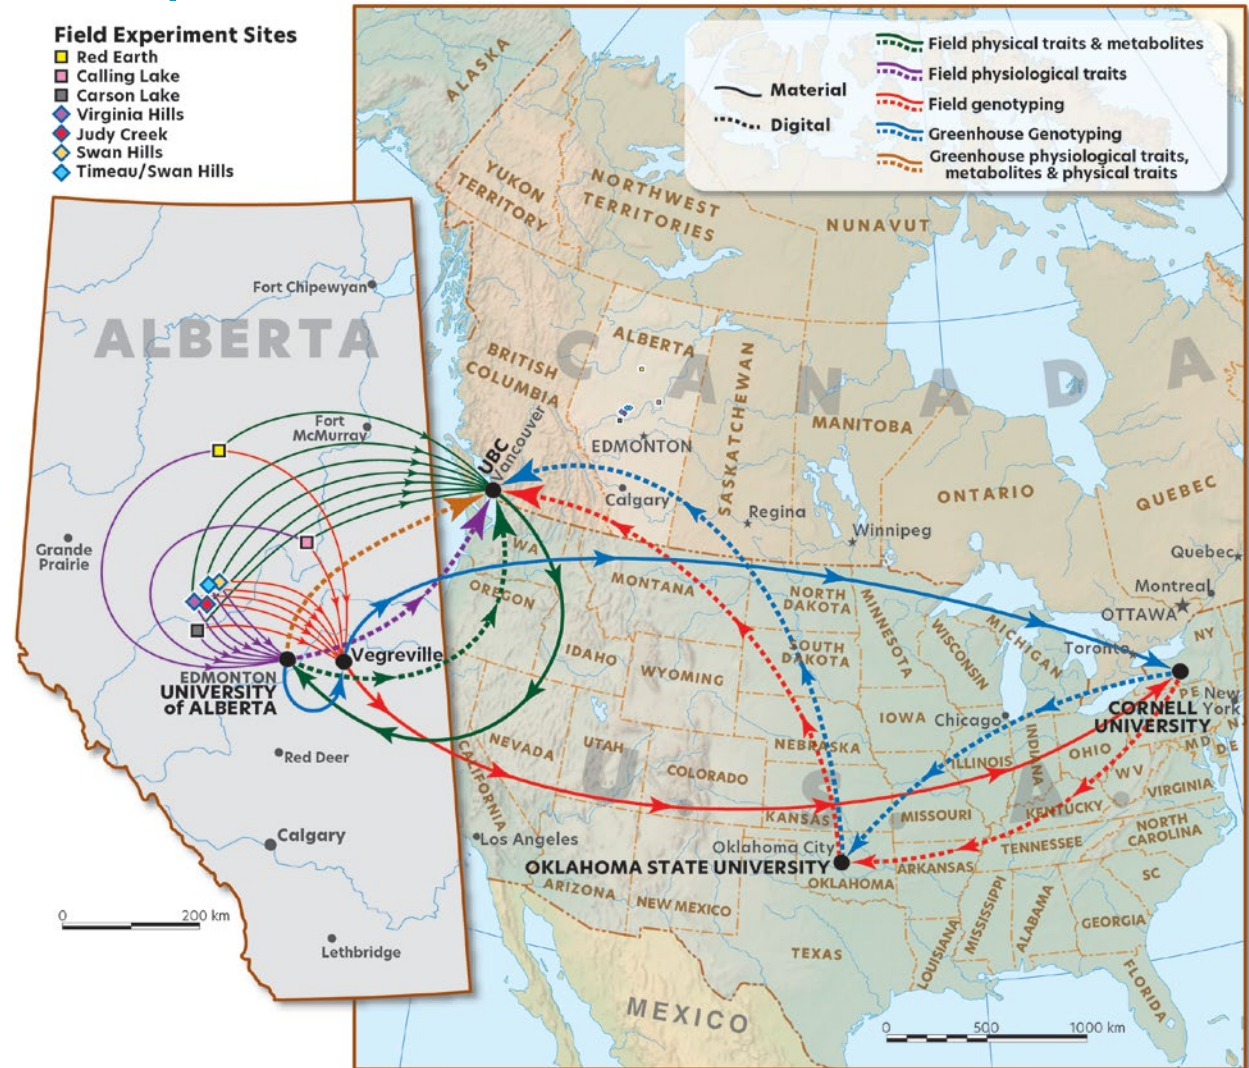 Field Experiment Sites
Red Earth
Calling Lake
Carson Lake
Virginia Hills
Judy Creek
Swan Hills
Timeau/Swan Hills
Material
Digital
Field physical traits & metabolites
Field physiological traits
Field genotyping
Greenhouse Genotyping
Greenhouse physiological traits,
metabolites & physical traits
ALBERTA
Fort Chipewyan
Fort
McMurray
Grande
Prairie
EDMONTON
UNIVERSITY
of ALBERTA
Vegreville
Red Deer
Calgary
Lethbridge
0 200 km
ALASKA
YUKON
TERRITORY
NORTHWEST
TERRITORIES
NUNAVUT
CANADA
BRITISH
COLUMBIA
ALBERTA
SASKATCHEWAN
MANITOBA
ONTARIO
QUEBEC
UBC
Vancouver
EDMONTON
Calgary
Regina
Winnipeg
Quebec
Montreal
OTTAWA
Toronto
WA
OREGON
MONTANA
NORTH
DAKOTA
MINNESOTA
WISCONSIN
MICHIGAN
NY
IDAHO
WYOMING
SOUTH
DAKOTA
IOWA
Chicago
CORNELL
UNIVERSITY
PE
New
York
N
NEVADA
UTAH
COLORADO
NEBRASKA
ILLINOIS
INDIANA
OHIO
MD
DE
WV
VIRGINIA
CALIFORNIA
U.S.A.
KANSAS
MISSOURI
KENTUCKY
NORTH
CAROLINA
Los Angeles
Oklahoma City
OKLAHOMA STATE UNIVERSITY
OKLAHOMA
ARKANSAS
TENNESSEE
SC
ARIZONA
NEW MEXICO
TEXAS
LOUISIANA
MISSISSIPPI
ALABAMA
GEORGIA
FLORIDA
MEXICO
0 500 1000 km